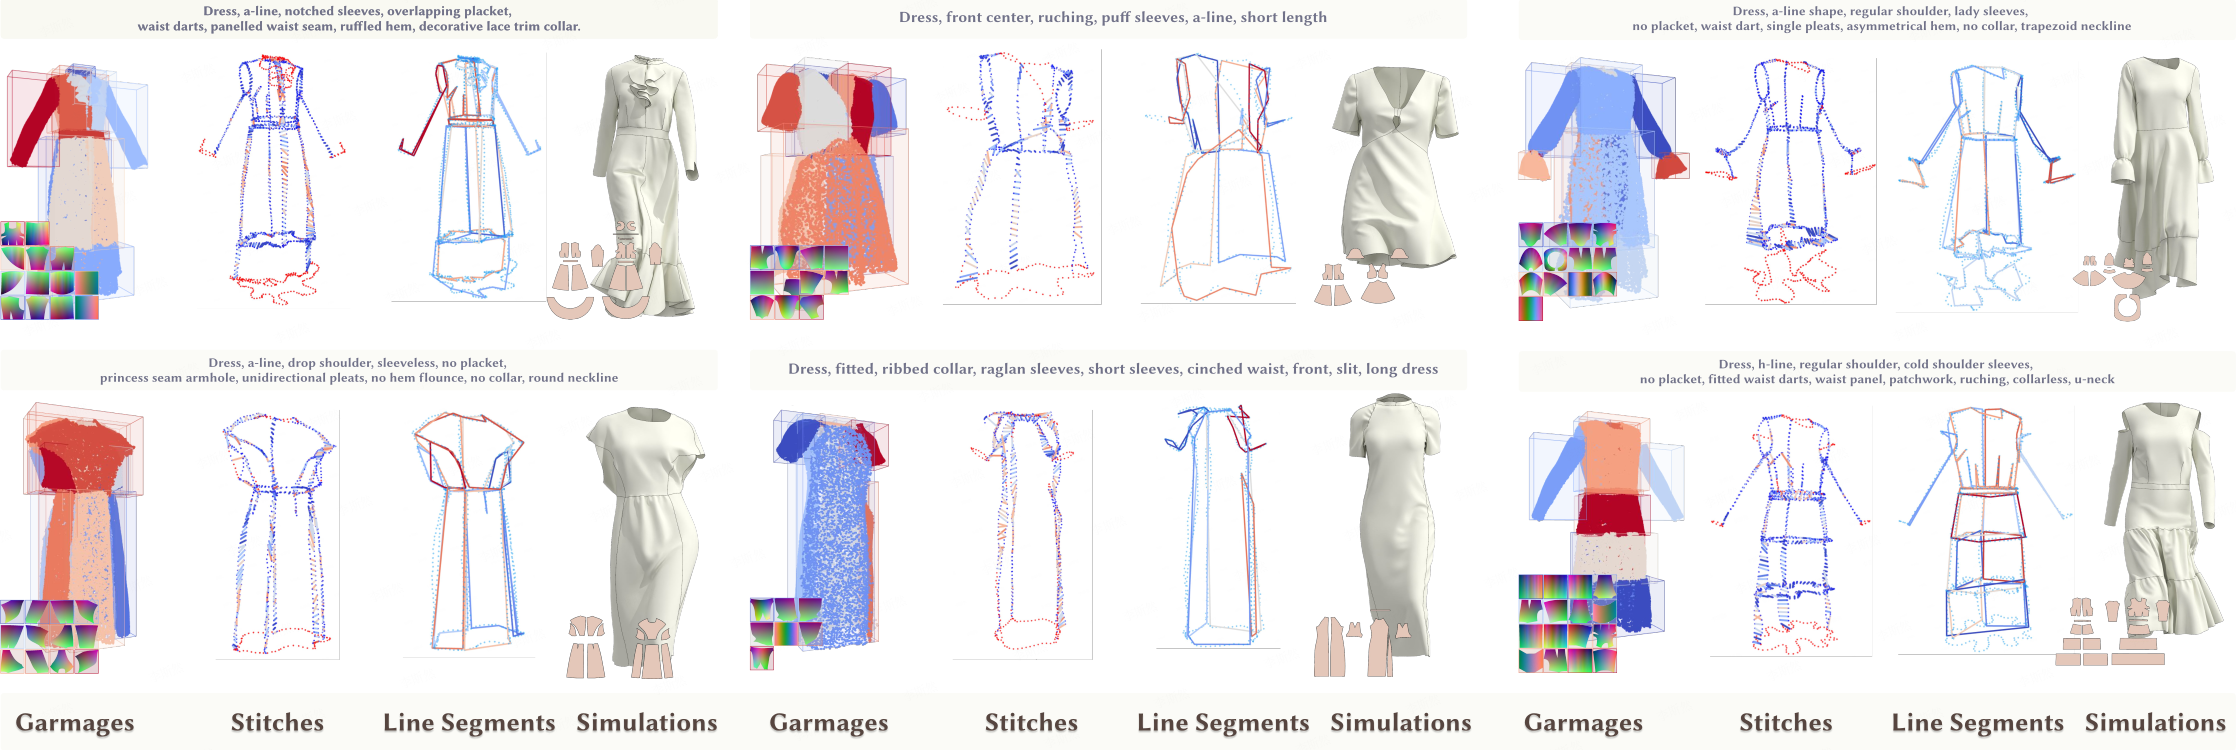 Dress, a-line, notched sleeves, overlapping placket,
waist darts, panelled waist seam, ruffled hem, decorative lace trim collar.
Dress, front center, ruching, puff sleeves, a-line, short length
Dress, a-line shape, regular shoulder, lady sleeves,
no placket, waist dart, single pleats, asymmetrical hem, no collar, trapezoid neckline
Dress, a-line, drop shoulder, sleeveless, no placket,
princess seam armhole, unidirectional pleats, no hem flounce, no collar, round neckline
Dress, fitted, ribbed collar, raglan sleeves, short sleeves, cinched waist, front, slit, long dress
Dress, h-line, regular shoulder, cold shoulder sleeves,
no placket, fitted waist darts, waist panel, patchwork, ruching, collarless, u-neck
Garmages Stitches Line Segments Simulations Garmages Stitches Line Segments Simulations Garmages Stitches Line Segments Simulations